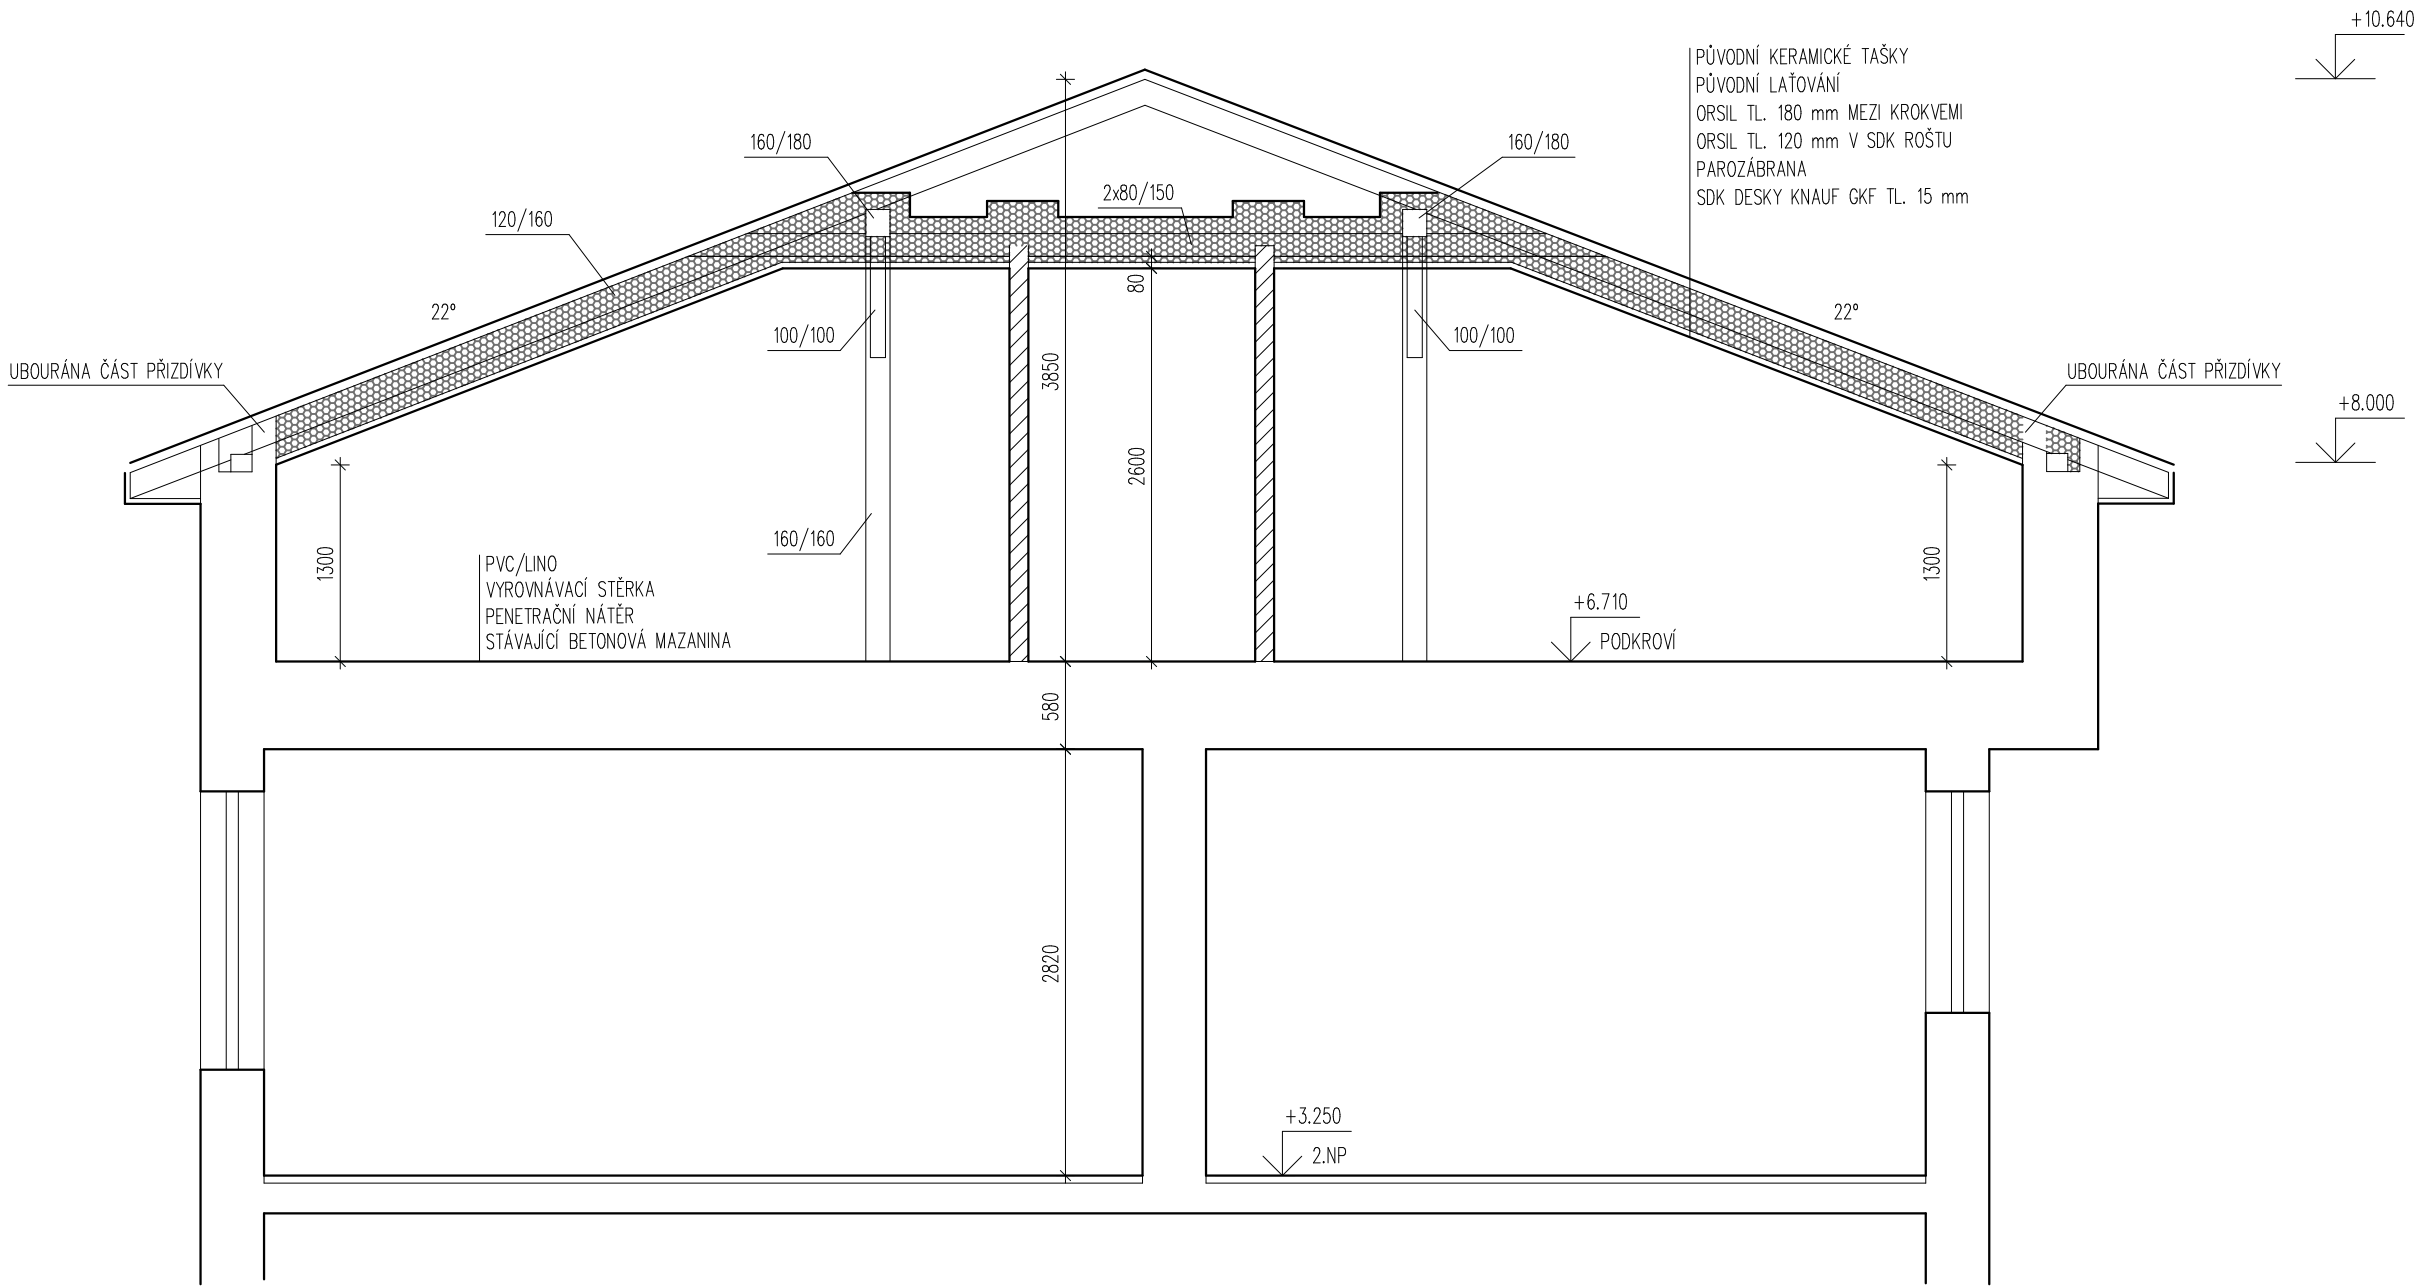 +10.640
PŮVODNÍ KERAMICKÉ TAŠKY
PŮVODNÍ LAŤOVÁNÍ
ORSIL TL. 180 mm MEZI KROKVEMI
ORSIL TL. 120 mm V SDK ROŠTU
PAROZÁBRANA
SDK DESKY KNAUF GKF TL. 15 mm
160/180
160/180
2x80/150
120/160
80
22°
22°
100/100
100/100
3850
UBOURÁNA ČÁST PŘIZDÍVKY
UBOURÁNA ČÁST PŘIZDÍVKY
+8.000
2600
160/160
1300
1300
PVC/LINO
VYROVNÁVACÍ STĚRKA
PENETRAČNÍ NÁTĚR
STÁVAJÍCÍ BETONOVÁ MAZANINA
+6.710
PODKROVÍ
580
2820
+3.250
2.NP